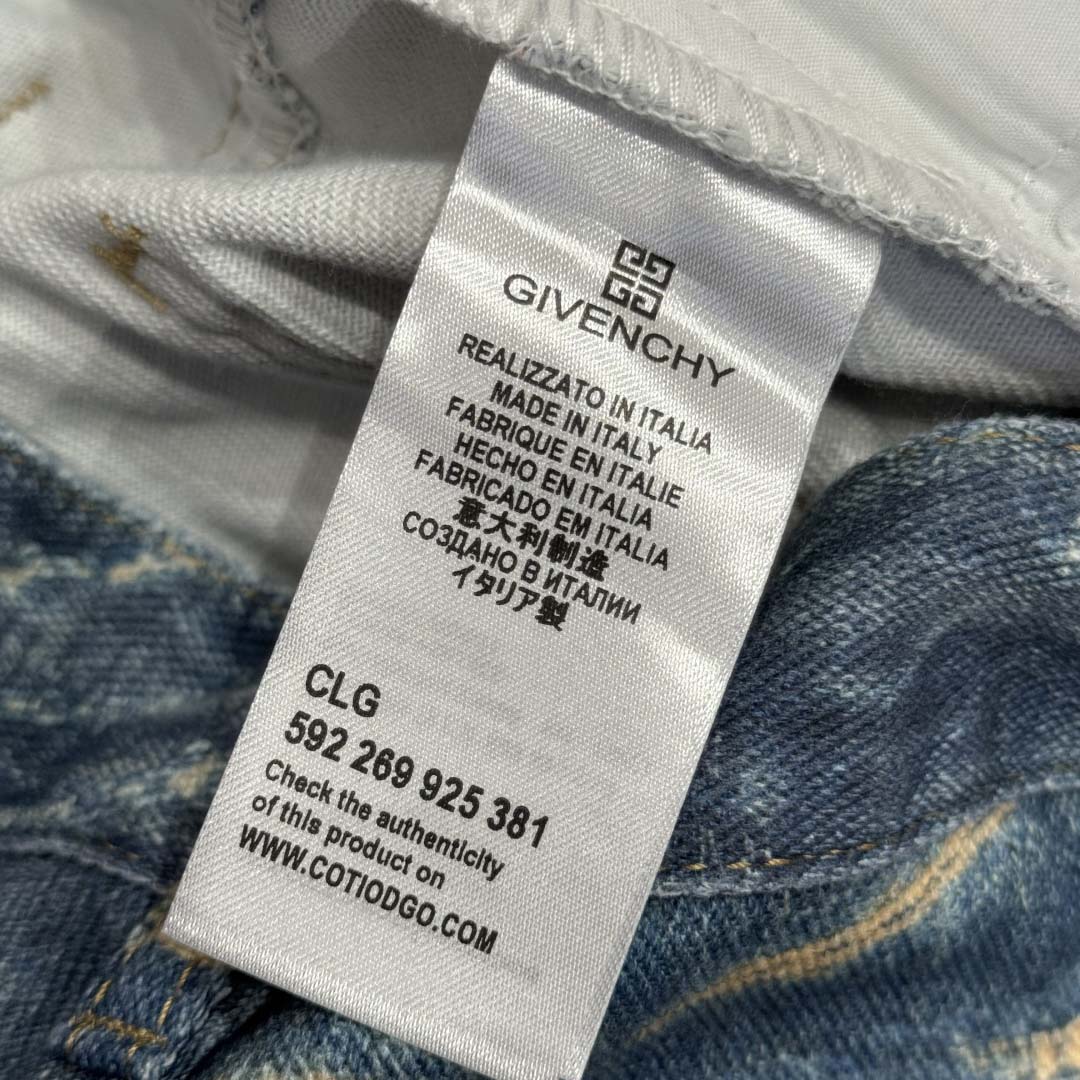 GIVENCHY
REALIZZATO IN ITALIA
MADE IN ITALY
FABRIQUE EN ITALIE
HECHO EN ITALIA
FABRICADO EM ITALIA
意大利制造
СОЗДАНО В ИТАЛИИ
イタリア製
CLG
592 269 925 381
Check the authenticity
of this product on
WWW.COTIODGO.COM